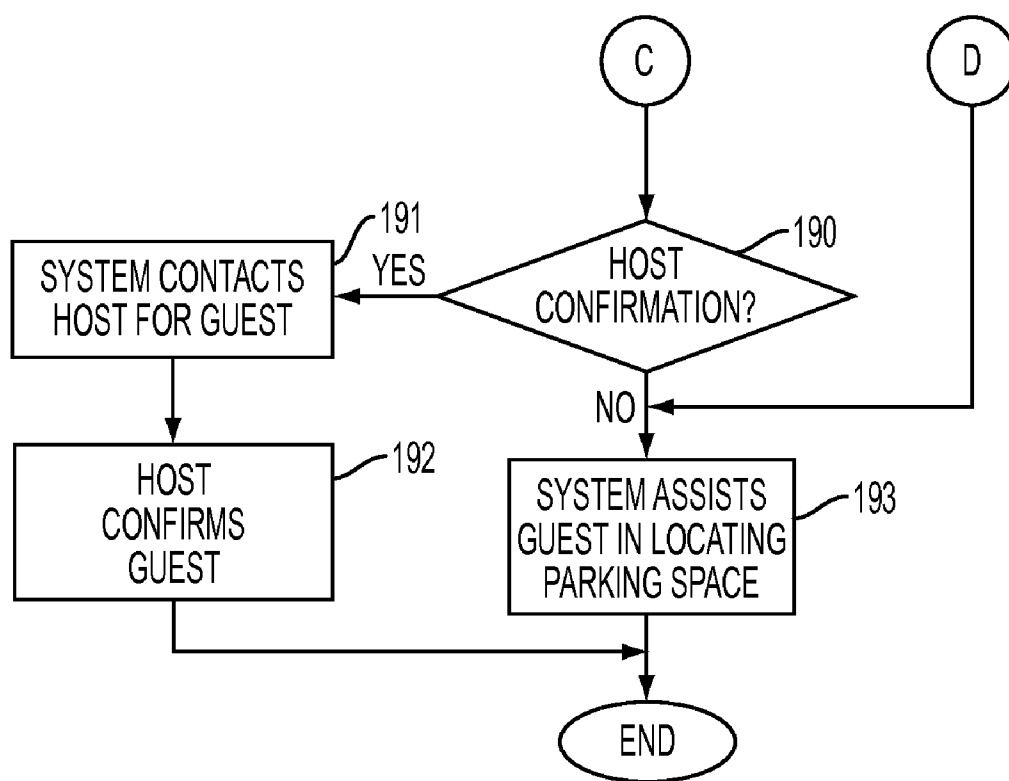 C
D
190
HOST
CONFIRMATION?
YES
191
SYSTEM CONTACTS
HOST FOR GUEST
NO
192
HOST
CONFIRMS
GUEST
193
SYSTEM ASSISTS
GUEST IN LOCATING
PARKING SPACE
END